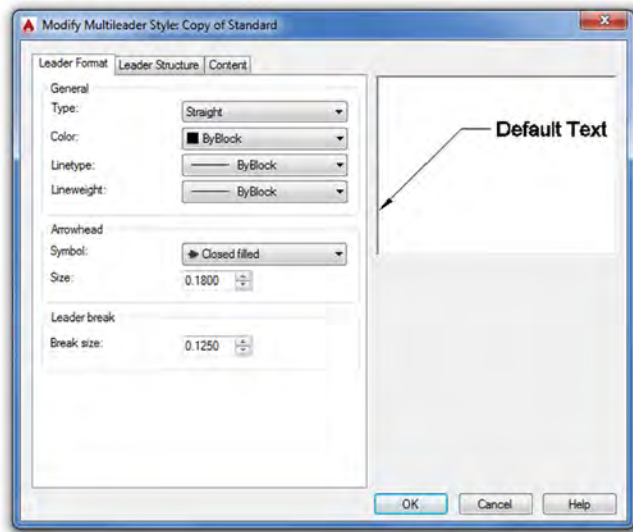 Modify Multileader Style: Copy of Standard
Leader Format Leader Structure Content
General
Type: Straight
Color: ByBlock
Linetype: ByBlock
Lineweight: ByBlock
Arrowhead
Symbol: Closed filled
Size: 0.1800
Leader break
Break size: 0.1250
Default Text
OK Cancel Help